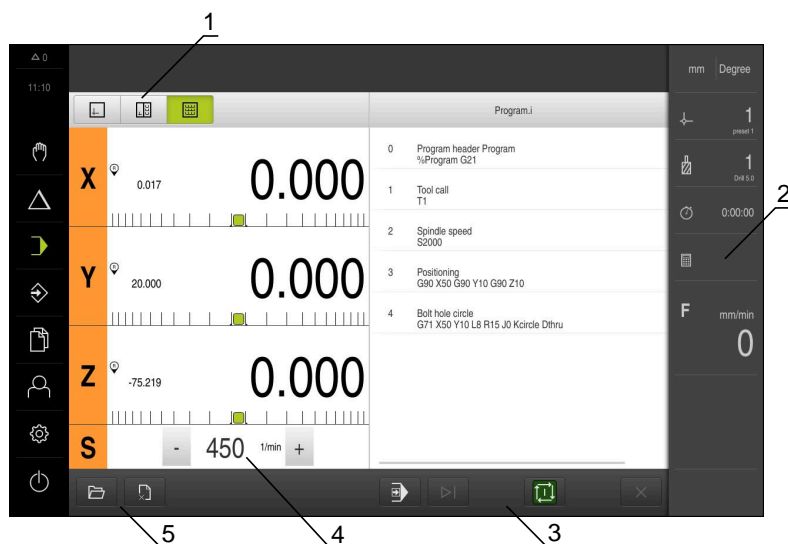 1
0
11:10
mm Degree
Program.i
1
preset 1
1
Drill 5.0
0:00:00
2
F mm/min
0
X R 0.017 0.000
Y R 20.000 0.000
Z R -75.219 0.000
S - 450 1/min +
0 Program header Program
%Program G21
1 Tool call
T1
2 Spindle speed
S2000
3 Positioning
G90 X50 G90 Y10 G90 Z10
4 Bolt hole circle
G71 X50 Y10 L8 R15 J0 Kcircle Dthru
5
4
3